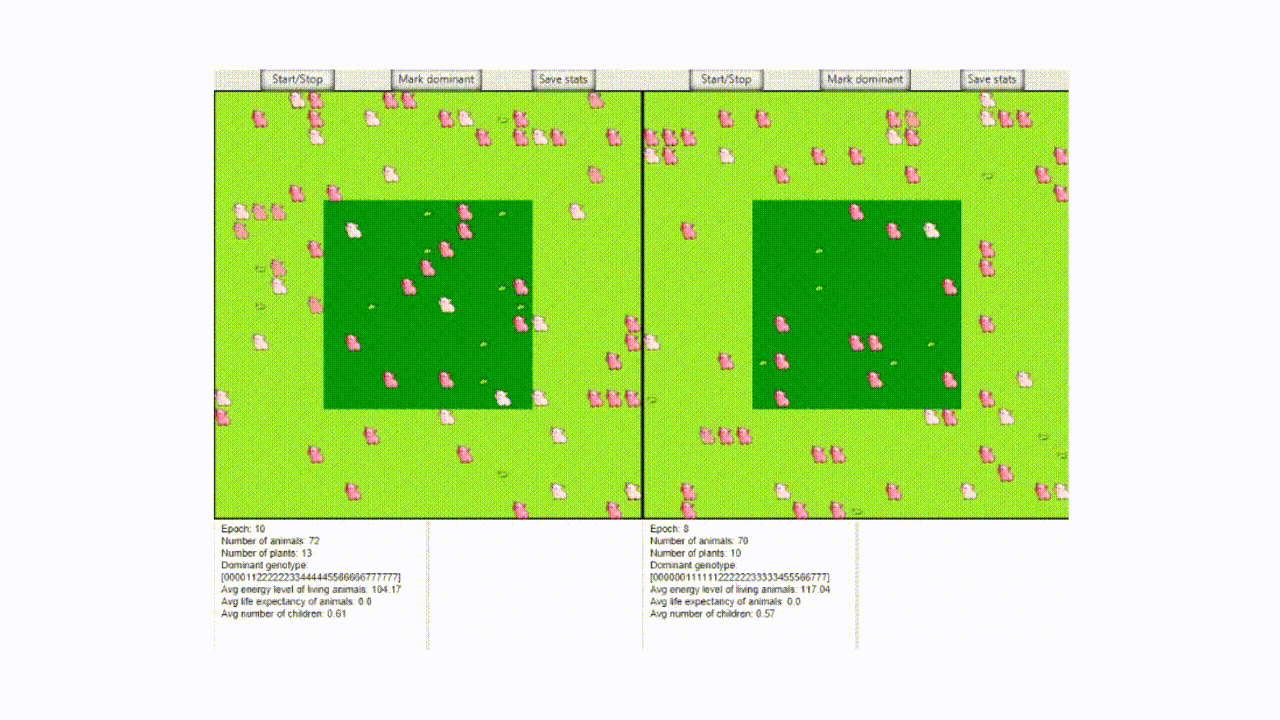 Start/Stop Mark dominant Save stats Start/Stop Mark dominant Save stats
Epoch: 10
Number of animals: 72
Number of plants: 13
Dominant genotype:
[00001122222233444445566666777777]
Avg energy level of living animals: 104.17
Avg life expectancy of animals: 0.0
Avg number of children: 0.61
Epoch: 8
Number of animals: 70
Number of plants: 10
Dominant genotype:
[00000011111122222233333455566777]
Avg energy level of living animals: 117.04
Avg life expectancy of animals: 0.0
Avg number of children: 0.57